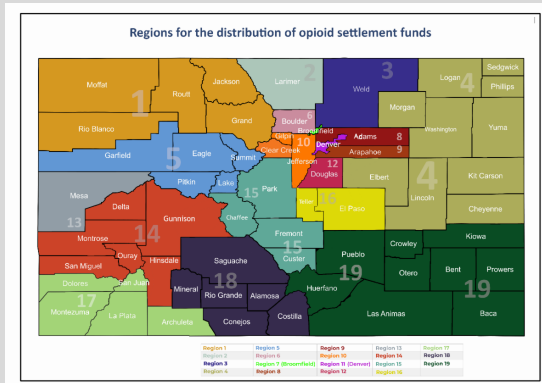 Regions for the distribution of opioid settlement funds
Moffat
Routt
Jackson
Larimer
2
Weld
3
Logan
4
Sedgwick
Phillips
1
Rio Blanco
Grand
Boulder
6
Morgan
Washington
Yuma
Broomfield
Gilpin
10
Clear Creek
Jefferson
Denver
Adams
8
Arapahoe
9
Garfield
5
Eagle
Summit
Pitkin
Lake
Park
15
12
Douglas
Elbert
4
Lincoln
Kit Carson
Cheyenne
Mesa
13
Delta
Gunnison
Chaffee
Teller
16
El Paso
Montrose
14
Ouray
San Miguel
Hinsdale
Saguache
Fremont
15
Custer
Pueblo
Crowley
Kiowa
Otero
Bent
Prowers
Dolores
San Juan
17
Montezuma
La Plata
Archuleta
Mineral
18
Rio Grande
Alamosa
Conejos
Costilla
Huerfano
19
Las Animas
19
Baca
Region 1 Region 5 Region 9 Region 13 Region 17
Region 2 Region 6 Region 10 Region 14 Region 18
Region 3 Region 7 (Broomfield) Region 11 (Denver) Region 15 Region 19
Region 4 Region 8 Region 12 Region 16